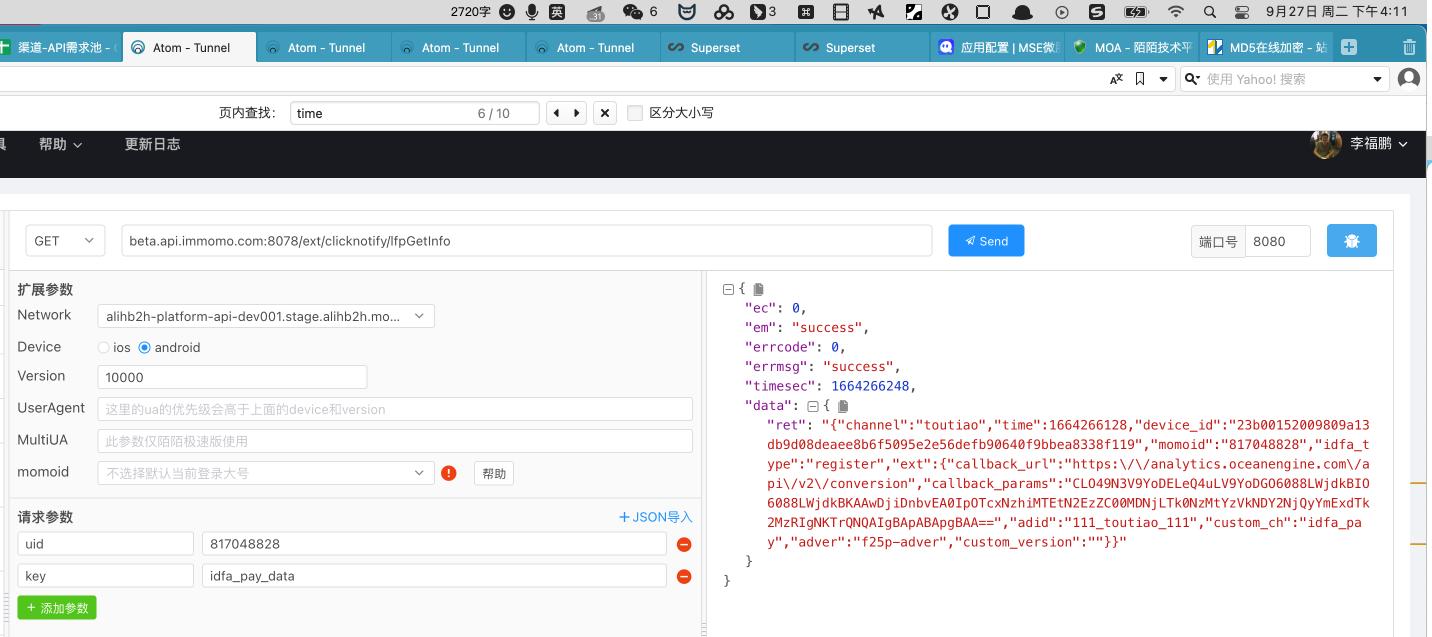 2720字 英 31 6 3 9月27日 周二 下午4:11
渠道-API需求池 - Atom - Tunnel Atom - Tunnel Atom - Tunnel Atom - Tunnel Superset Superset 应用配置 | MSE微 MOA - 陌陌技术平 MD5在线加密 - 站
使用 Yahoo! 搜索
页内查找: time 6 / 10 区分大小写
帮助 更新日志 李福鹏
GET beta.api.immomo.com:8078/ext/clicknotify/lfpGetInfo Send 端口号 8080
扩展参数
Network alihb2h-platform-api-dev001.stage.alihb2h.mo...
Device ios android
Version 10000
UserAgent 这里的ua的优先级会高于上面的device和version
MultiUA 此参数仅陌陌极速版使用
momoid 不选择默认当前登录大号 帮助
请求参数 +JSON导入
uid 817048828
key idfa_pay_data
+ 添加参数
{
"ec": 0,
"em": "success",
"errcode": 0,
"errmsg": "success",
"timesec": 1664266248,
"data": {
"ret": "{"channel":"toutiao","time":1664266128,"device_id":"23b00152009809a13
db9d08deaee8b6f5095e2e56defb90640f9bbea8338f119","momoid":"817048828","idfa_t
ype":"register","ext":{"callback_url":"https:\/\/analytics.oceanengine.com\/a
pi\/v2\/conversion","callback_params":"CLO49N3V9YoDELeQ4uLV9YoDGO6088LWjdkBIO
6088LWjdkBKAAwDjiDnbvEA0IpOTcxNzhiMTEtN2EzZC00MDNjLTk0NzMtYzVkNDY2NjQyYmExdTk
2MzRIgNKTrQNQAIgBApABApgBAA==","adid":"111_toutiao_111","custom_ch":"idfa_pa
y","adver":"f25p-adver","custom_version":""}}"
}
}